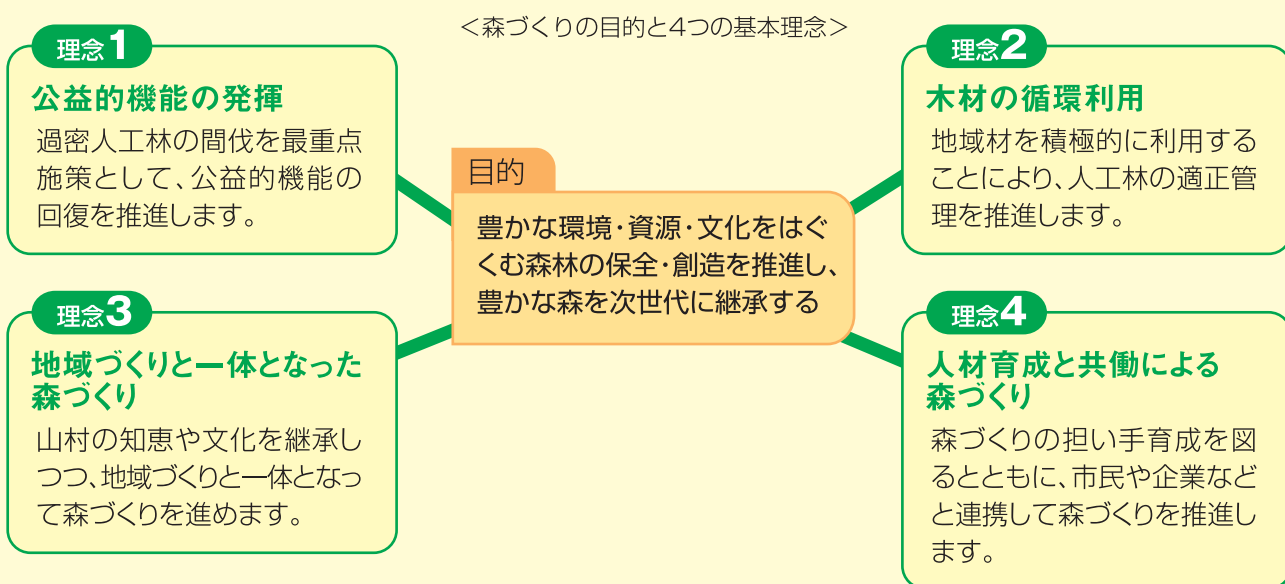 ＜森づくりの目的と4つの基本理念＞
理念1
公益的機能の発揮
過密人工林の間伐を最重点
施策として、公益的機能の
回復を推進します。
理念2
木材の循環利用
地域材を積極的に利用する
ことにより、人工林の適正管
理を推進します。
目的
豊かな環境・資源・文化をはぐ
くむ森林の保全・創造を推進し、
豊かな森を次世代に継承する
理念3
地域づくりと一体となった
森づくり
山村の知恵や文化を継承し
つつ、地域づくりと一体となっ
て森づくりを進めます。
理念4
人材育成と共働による
森づくり
森づくりの担い手育成を図
るとともに、市民や企業など
と連携して森づくりを推進し
ます。